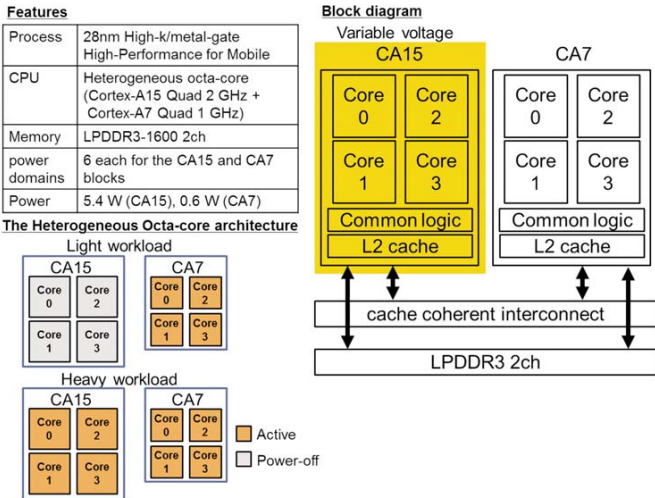 Features
Process 28nm High-k/metal-gate
High-Performance for Mobile
CPU Heterogeneous octa-core
(Cortex-A15 Quad 2 GHz +
Cortex-A7 Quad 1 GHz)
Memory LPDDR3-1600 2ch
power 6 each for the CA15 and CA7
domains blocks
Power 5.4 W (CA15), 0.6 W (CA7)
The Heterogeneous Octa-core architecture
Light workload
CA15 CA7
Core Core Core Core
0 2 0 2
Core Core Core Core
1 3 1 3
Heavy workload
CA15 CA7
Core Core Core Core
0 2 0 2
Core Core Core Core
1 3 1 3
Active
Power-off
Block diagram
Variable voltage
CA15 CA7
Core Core Core Core
0 2 0 2
Core Core Core Core
1 3 1 3
Common logic Common logic
L2 cache L2 cache
cache coherent interconnect
LPDDR3 2ch